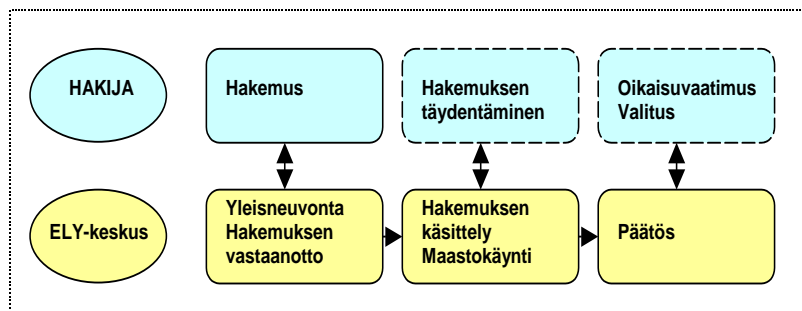 HAKIJA
Hakemus
Hakemuksen
täydentäminen
Oikaisuvaatimus
Valitus
ELY-keskus
Yleisneuvonta
Hakemuksen
vastaanotto
Hakemuksen
käsittely
Maastokäynti
Päätös